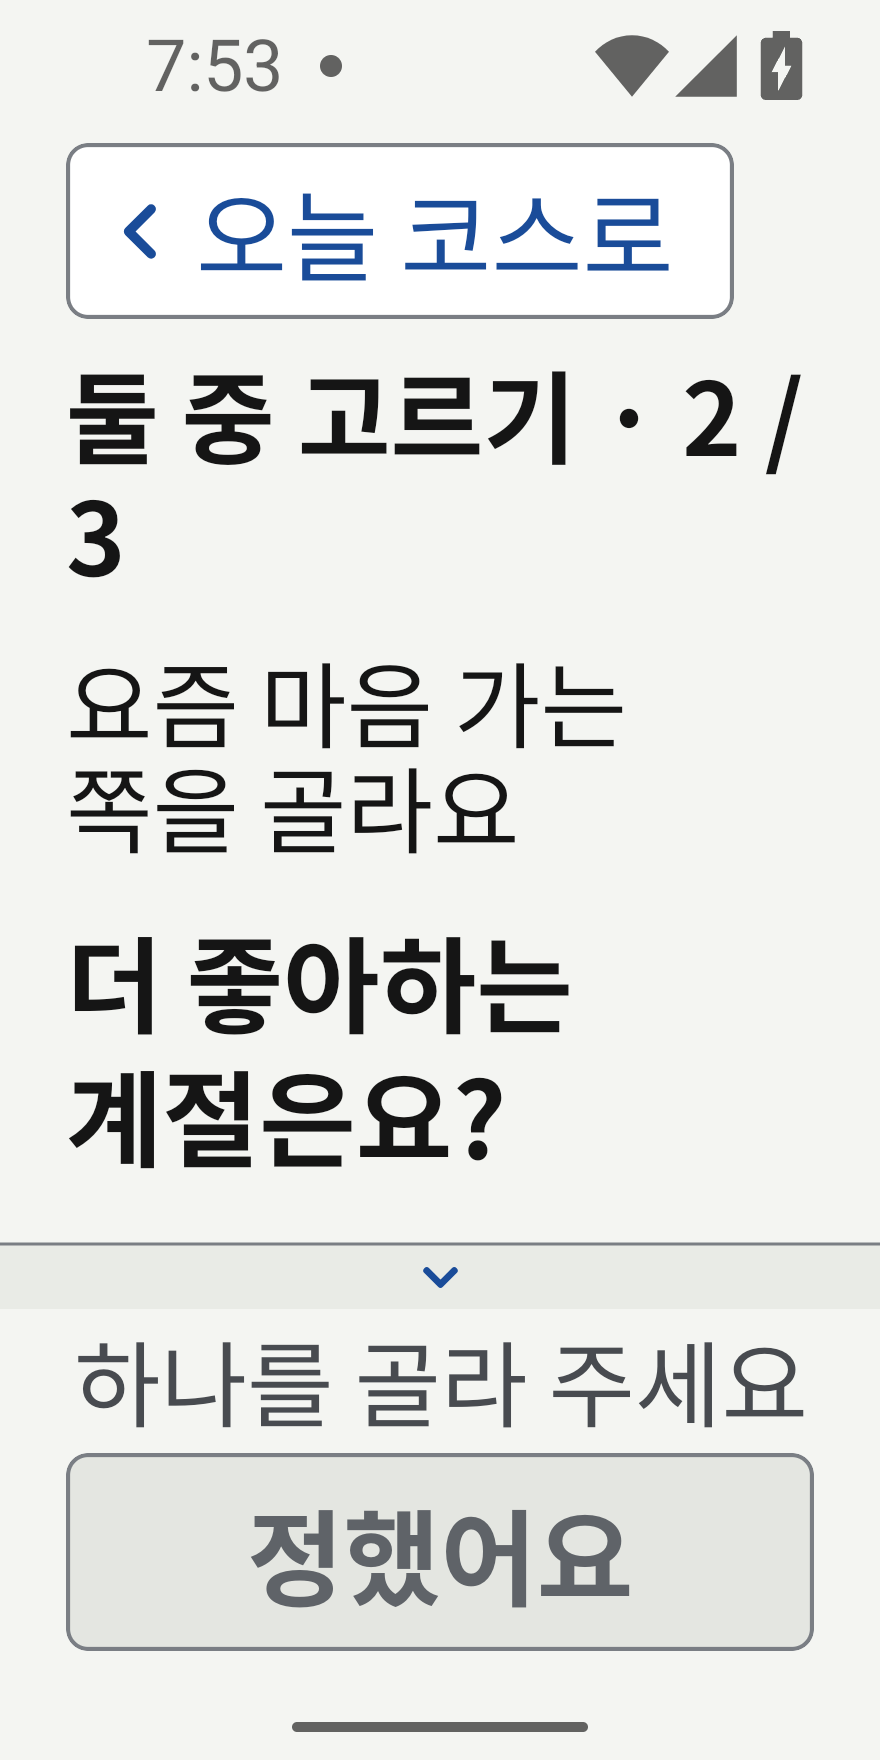 7:53
오늘 코스로
둘 중 고르기 · 2 /
3
요즘 마음 가는
쪽을 골라요
더 좋아하는
계절은요?
하나를 골라 주세요
정했어요